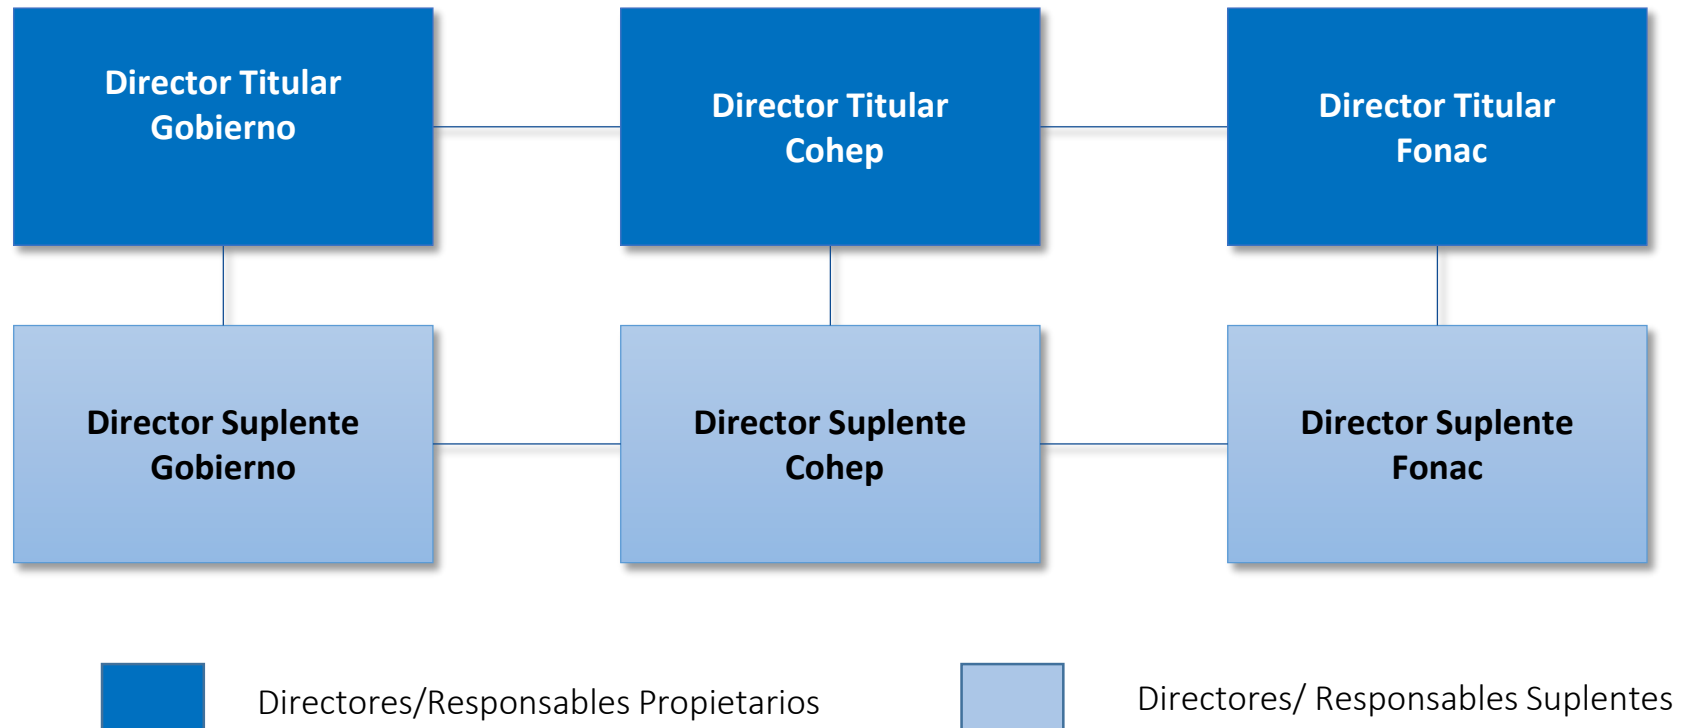 Director Titular
Gobierno
Director Titular
Cohep
Director Titular
Fonac
Director Suplente
Gobierno
Director Suplente
Cohep
Director Suplente
Fonac
Directores/Responsables Propietarios
Directores/ Responsables Suplentes